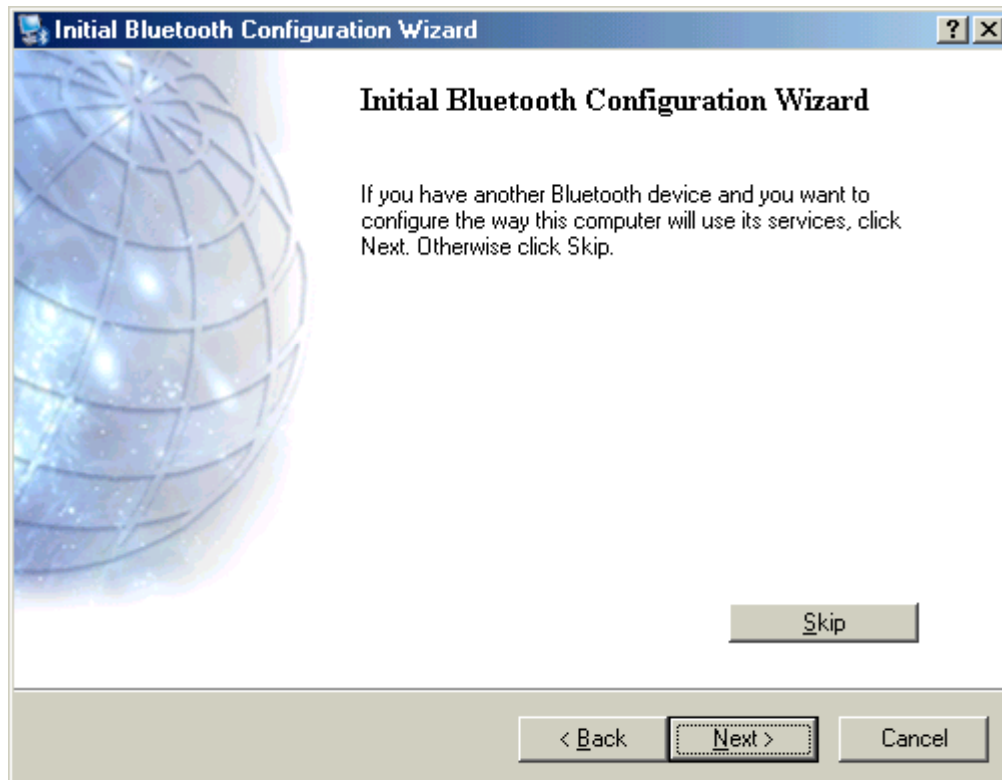 Initial Bluetooth Configuration Wizard
Initial Bluetooth Configuration Wizard
If you have another Bluetooth device and you want to
configure the way this computer will use its services, click
Next. Otherwise click Skip.
Skip
< Back Next > Cancel